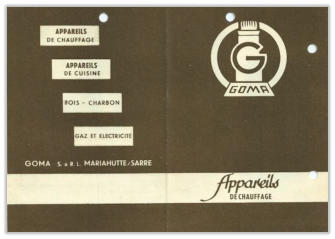 APPAREILS
DE CHAUFFAGE
APPAREILS
DE CUISINE
BOIS – CHARBON
GAZ ET ELECTRICITE
GOMA S. à R. L. MARIAHUTTE/SARRE
G
GOMA
Appareils
DE CHAUFFAGE